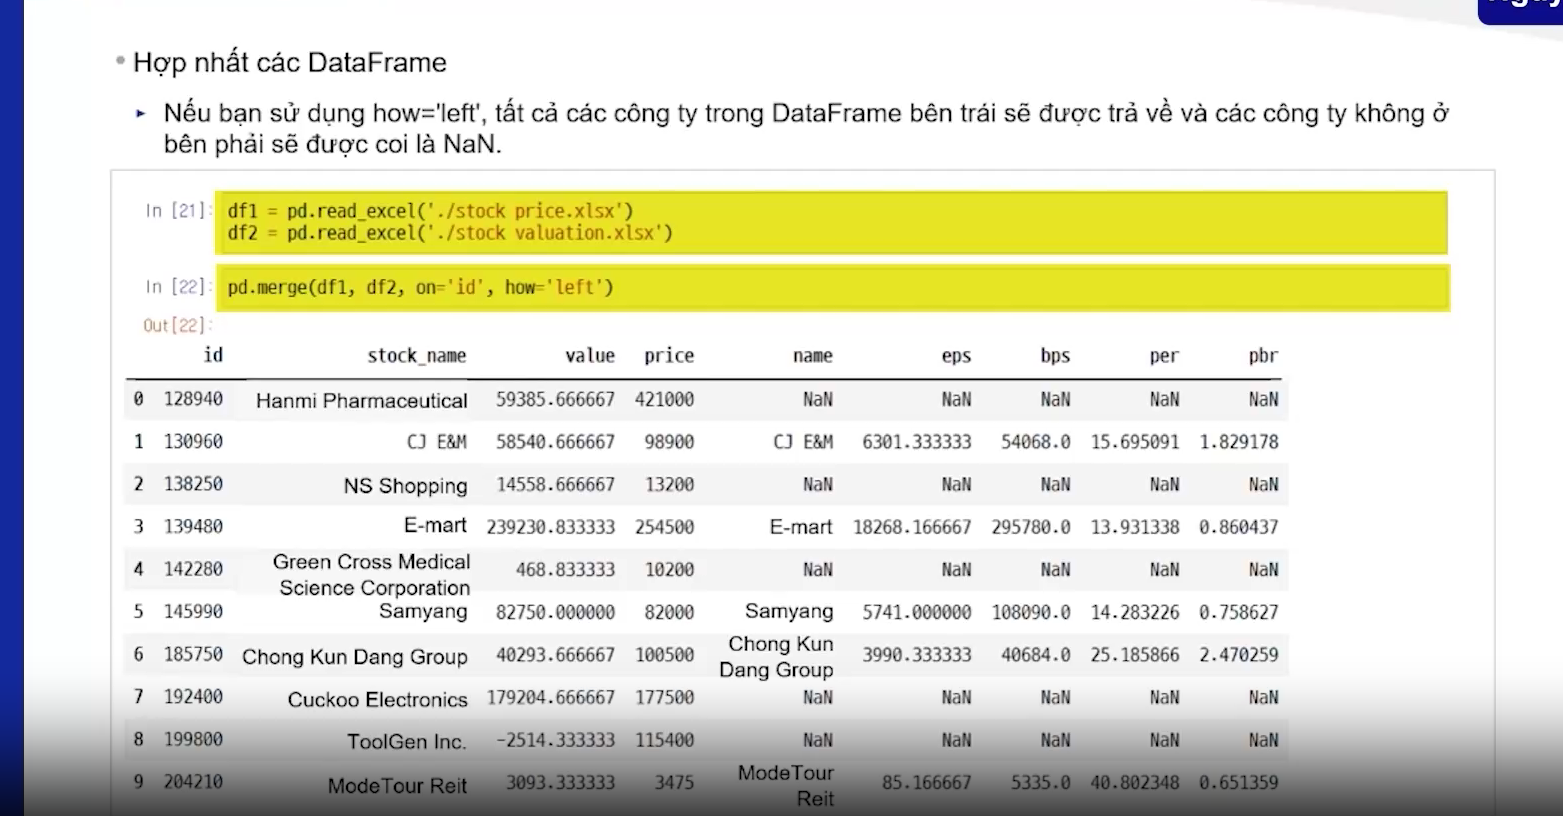 Hợp nhất các DataFrame
Nếu bạn sử dụng how='left', tất cả các công ty trong DataFrame bên trái sẽ được trả về và các công ty không ở
bên phải sẽ được coi là NaN.
In [21]: df1 = pd.read_excel('./stock price.xlsx')
df2 = pd.read_excel('./stock valuation.xlsx')
In [22]: pd.merge(df1, df2, on='id', how='left')
Out[22]:
id stock_name value price name eps bps per pbr
0 128940 Hanmi Pharmaceutical 59385.666667 421000 NaN NaN NaN NaN NaN
1 130960 CJ E&M 58540.666667 98900 CJ E&M 6301.333333 54068.0 15.695091 1.829178
2 138250 NS Shopping 14558.666667 13200 NaN NaN NaN NaN NaN
3 139480 E-mart 239230.833333 254500 E-mart 18268.166667 295780.0 13.931338 0.860437
4 142280 Green Cross Medical
Science Corporation 468.833333 10200 NaN NaN NaN NaN NaN
5 145990 Samyang 82750.000000 82000 Samyang 5741.000000 108090.0 14.283226 0.758627
6 185750 Chong Kun Dang Group 40293.666667 100500 Chong Kun
Dang Group 3990.333333 40684.0 25.185866 2.470259
7 192400 Cuckoo Electronics 179204.666667 177500 NaN NaN NaN NaN NaN
8 199800 ToolGen Inc. -2514.333333 115400 NaN NaN NaN NaN NaN
9 204210 ModeTour Reit 3093.333333 3475 ModeTour
Reit 85.166667 5335.0 40.802348 0.651359